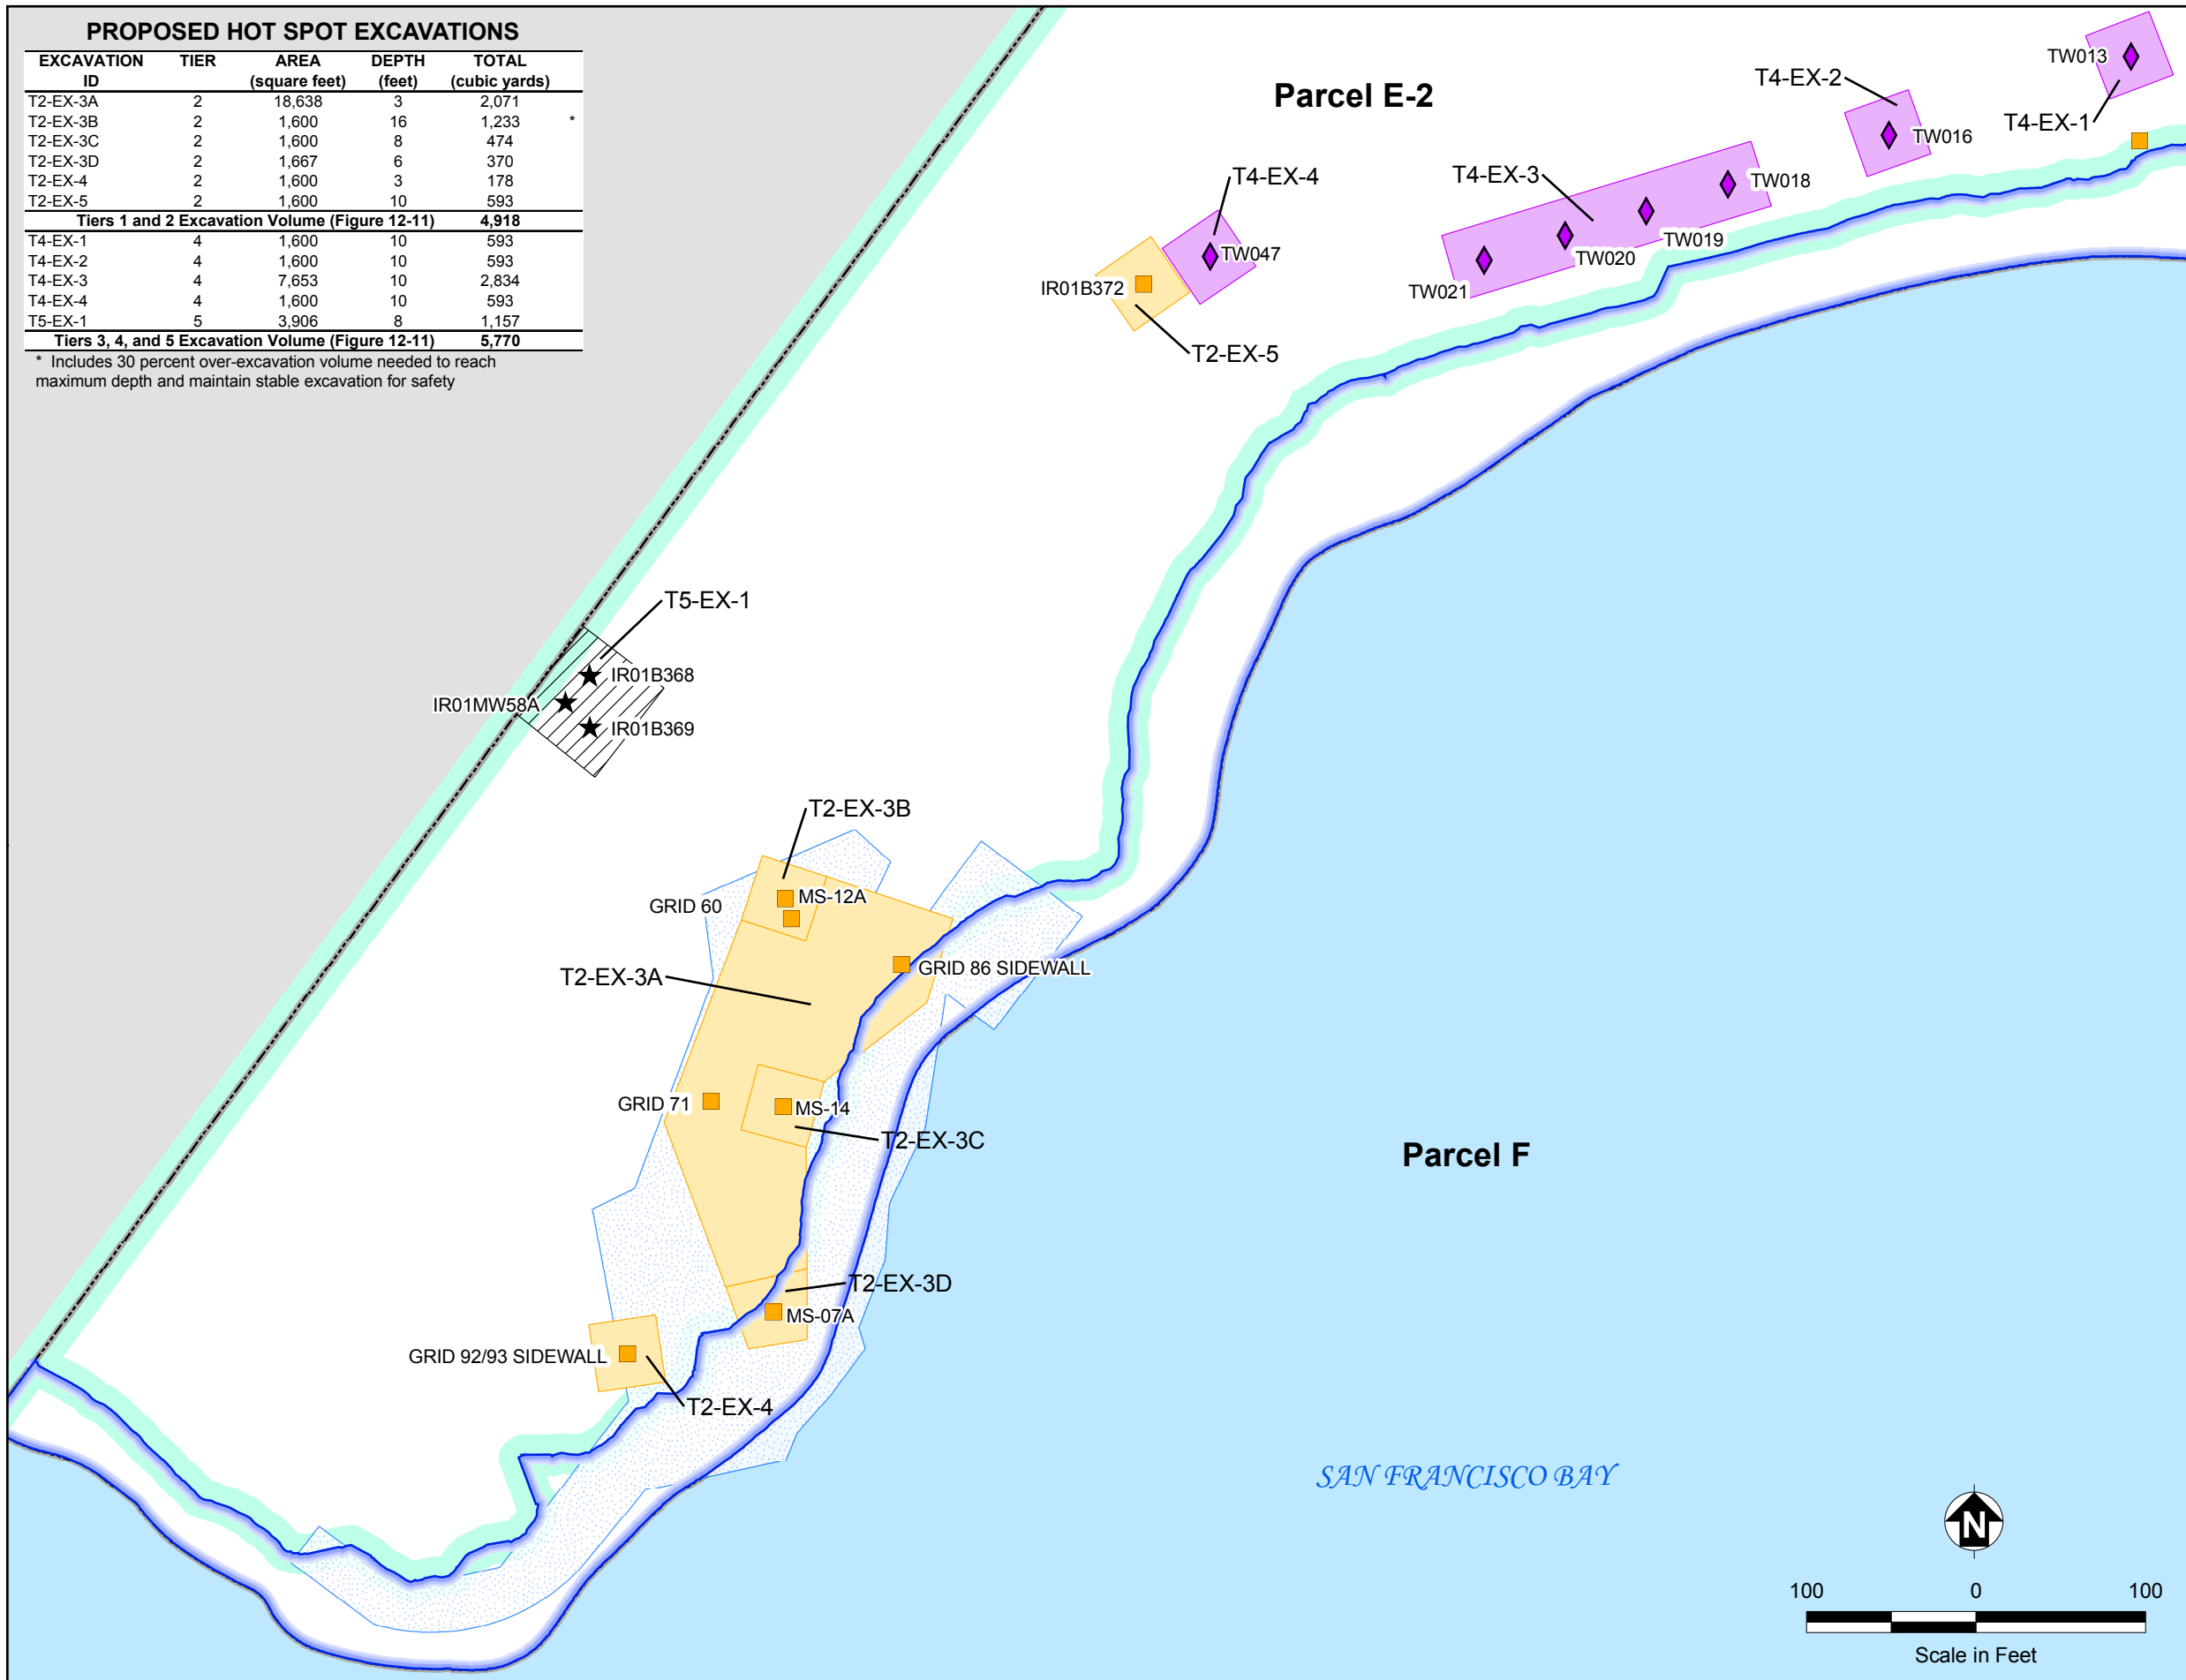 PROPOSED HOT SPOT EXCAVATIONS
EXCAVATION TIER AREA DEPTH TOTAL
ID (square feet) (feet) (cubic yards)
T2-EX-3A 2 18,638 3 2,071
T2-EX-3B 2 1,600 16 1,233 *
T2-EX-3C 2 1,600 8 474
T2-EX-3D 2 1,667 6 370
T2-EX-4 2 1,600 3 178
T2-EX-5 2 1,600 10 593
Tiers 1 and 2 Excavation Volume (Figure 12-11) 4,918
T4-EX-1 4 1,600 10 593
T4-EX-2 4 1,600 10 593
T4-EX-3 4 7,653 10 2,834
T4-EX-4 4 1,600 10 593
T5-EX-1 5 3,906 8 1,157
Tiers 3, 4, and 5 Excavation Volume (Figure 12-11) 5,770
* Includes 30 percent over-excavation volume needed to reach
maximum depth and maintain stable excavation for safety
Parcel E-2
TW013
T4-EX-2
T4-EX-1
TW016
T4-EX-4
T4-EX-3
TW018
TW019
TW047
TW020
IR01B372
TW021
T2-EX-5
T5-EX-1
IR01B368
IR01MW58A
IR01B369
T2-EX-3B
MS-12A
GRID 60
GRID 86 SIDEWALL
T2-EX-3A
GRID 71
MS-14
T2-EX-3C
Parcel F
T2-EX-3D
MS-07A
GRID 92/93 SIDEWALL
T2-EX-4
SAN FRANCISCO BAY
N
100 0 100
Scale in Feet